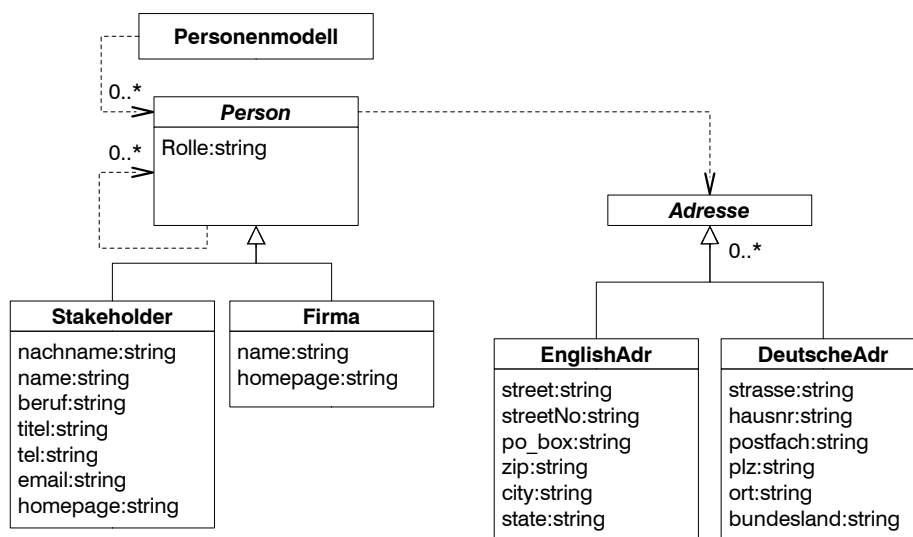 Personenmodell
0..*
Person
Rolle:string
0..*
Adresse
0..*
Stakeholder
nachname:string
name:string
beruf:string
titel:string
tel:string
email:string
homepage:string
Firma
name:string
homepage:string
EnglishAdr
street:string
streetNo:string
po_box:string
zip:string
city:string
state:string
DeutscheAdr
strasse:string
hausnr:string
postfach:string
plz:string
ort:string
bundesland:string